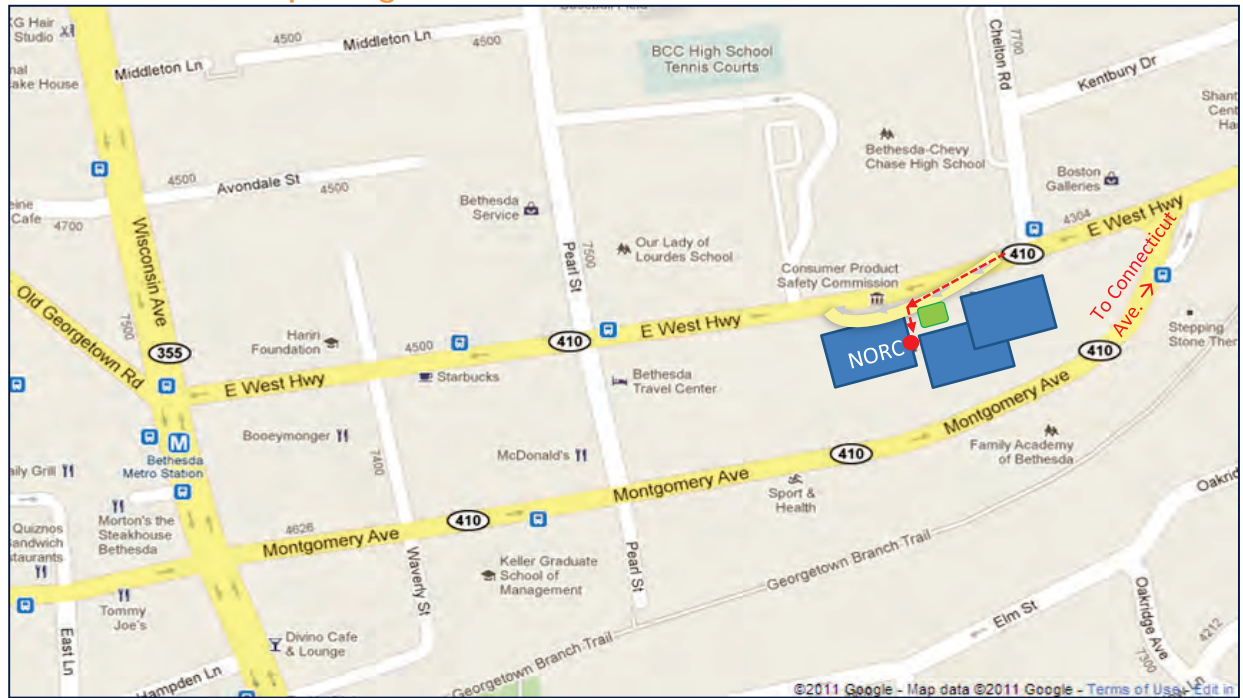 KG Hair
Studio
4500
Middleton Ln
4500
Middleton Ln
BCC High School
Tennis Courts
7700
Chelton Rd
Kentbury Dr
ake House
Bethesda-Chevy
Chase High School
Boston
Galleries
4500
Avondale St
4500
4700
Cafe
Wisconsin Ave
Bethesda
Service
Pearl St
7500
Our Lady of
Lourdes School
4304
E West Hwy
410
Consumer Product
Safety Commission
To Connecticut
Ave. →
Old Georgetown Rd
7500
355
Hariri
Foundation
4500
E West Hwy
410
E West Hwy
Starbucks
Bethesda
Travel Center
NORC
410
Stepping
Stone Ther
M
Bethesda
Metro Station
Booeymonger
7400
McDonald's
Montgomery Ave
Family Academy
of Bethesda
aily Grill
410
Sport &
Health
Montgomery Ave
Oakrid
Quiznos
andwich
staurants
Morton's the
Steakhouse
Bethesda
4626
Montgomery Ave
410
Waverly St
Keller Graduate
School of
Management
Pearl St
Georgetown Branch Trail
Elm St
Oakridge Ave
7300
4212
Tommy
Joe's
East Ln
Divino Cafe
& Lounge
Hampden Ln
Georgetown Branch Trail
©2011 Google - Map data ©2011 Google - Terms of Use - Edit in